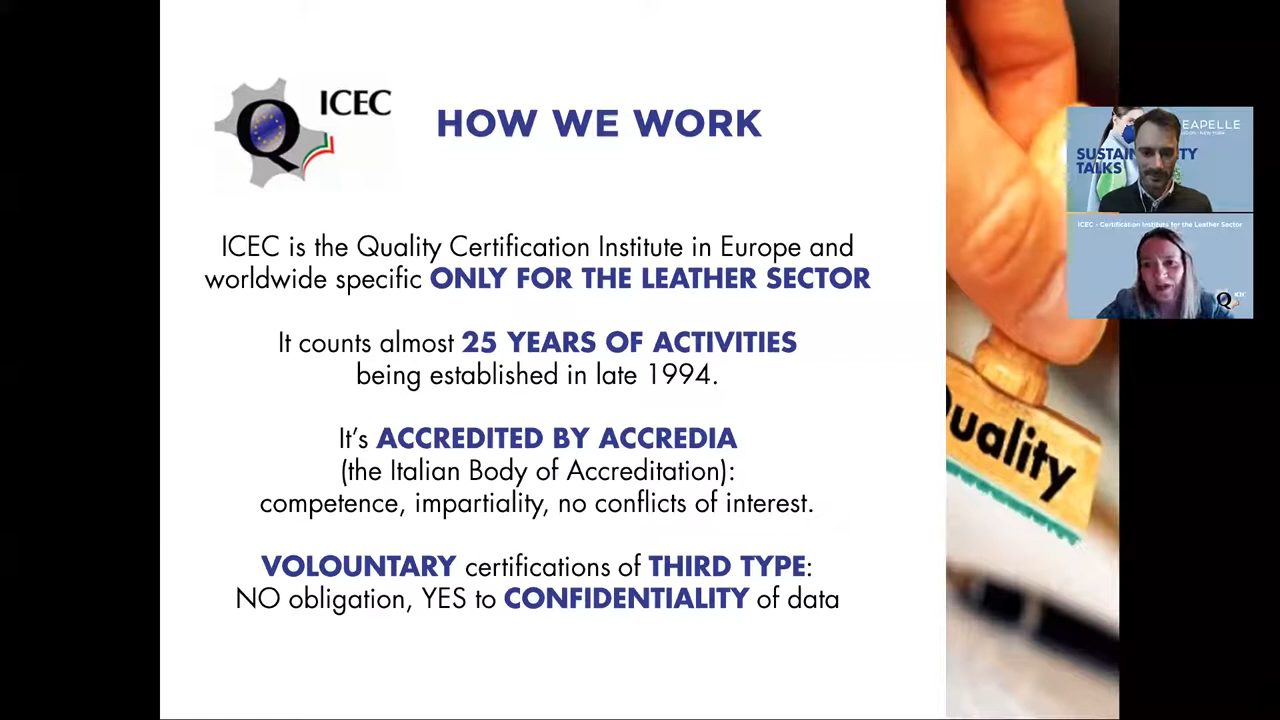 ICEC
HOW WE WORK
ICEC is the Quality Certification Institute in Europe and
worldwide specific ONLY FOR THE LEATHER SECTOR
It counts almost 25 YEARS OF ACTIVITIES
being established in late 1994.
It's ACCREDITED BY ACCREDIA
(the Italian Body of Accreditation):
competence, impartiality, no conflicts of interest.
VOLOUNTARY certifications of THIRD TYPE:
NO obligation, YES to CONFIDENTIALITY of data
uality
EAPELLE
SUSTAIN TY
TALKS
ICEC - Certification Institute for the Leather Sector
ICEC